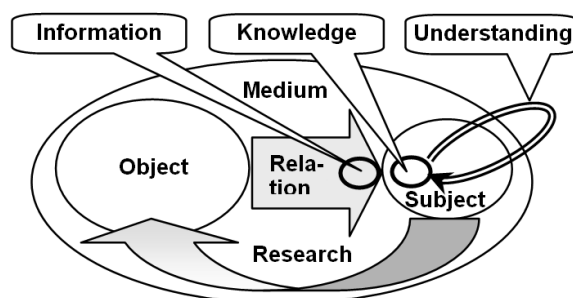 Information
Knowledge
Understanding
Medium
Object
Rela-
tion
Subject
Research